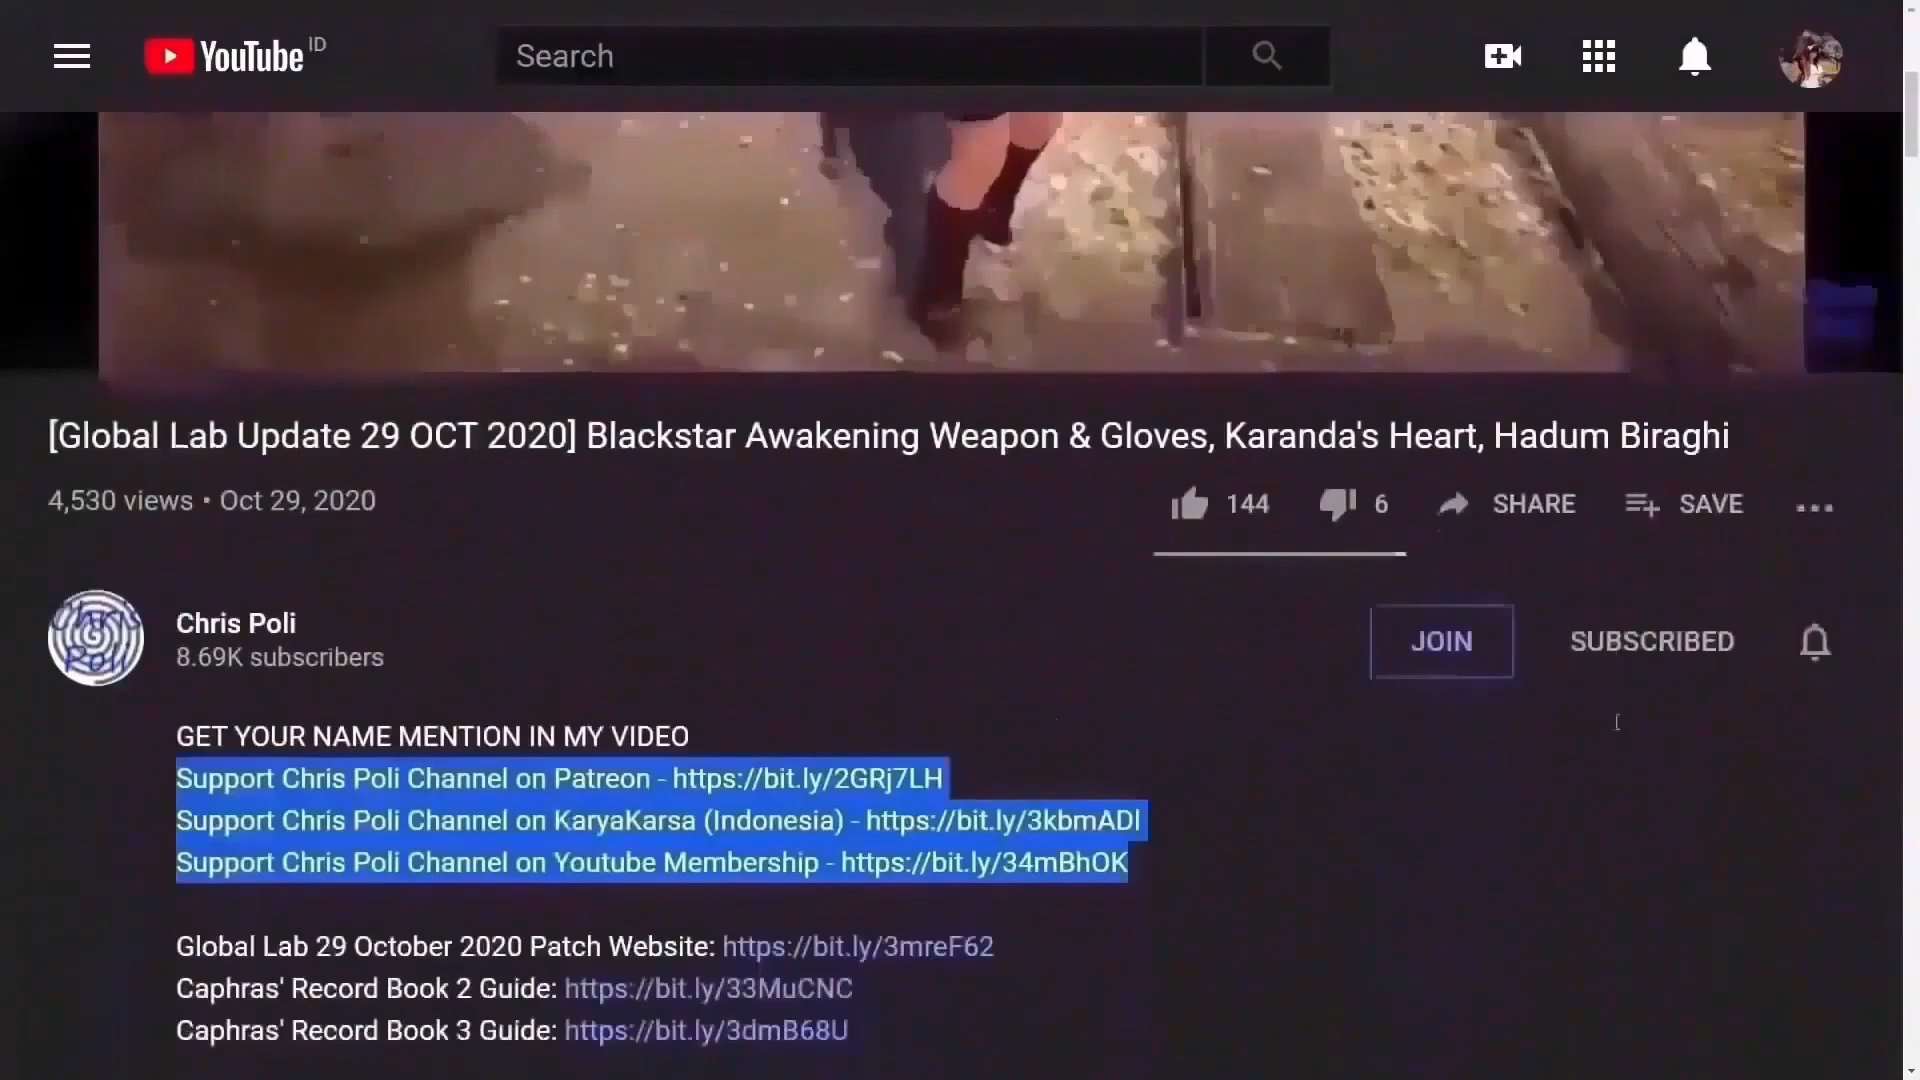 YouTube ID
Search
[Global Lab Update 29 OCT 2020] Blackstar Awakening Weapon & Gloves, Karanda's Heart, Hadum Biraghi
4,530 views • Oct 29, 2020
144
6
SHARE
SAVE
Chris Poli
Chris Poli
8.69K subscribers
JOIN
SUBSCRIBED
GET YOUR NAME MENTION IN MY VIDEO
Support Chris Poli Channel on Patreon - https://bit.ly/2GRj7LH
Support Chris Poli Channel on KaryaKarsa (Indonesia) - https://bit.ly/3kbmADl
Support Chris Poli Channel on Youtube Membership - https://bit.ly/34mBhOK
Global Lab 29 October 2020 Patch Website: https://bit.ly/3mreF62
Caphras' Record Book 2 Guide: https://bit.ly/33MuCNC
Caphras' Record Book 3 Guide: https://bit.ly/3dmB68U